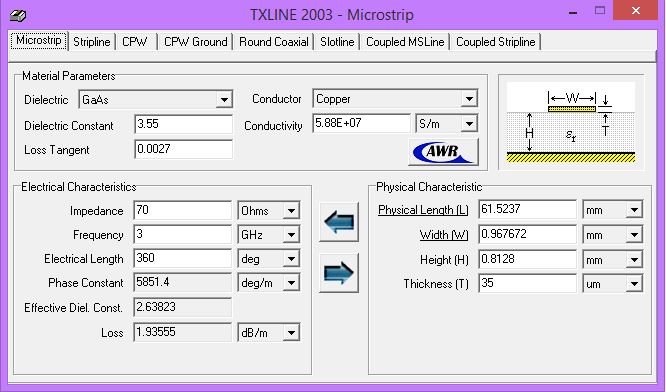 TXLINE 2003 - Microstrip
Microstrip Stripline CPW CPW Ground Round Coaxial Slotline Coupled MSLine Coupled Stripline
Material Parameters
Dielectric GaAs Conductor Copper
Dielectric Constant 3.55 Conductivity 5.88E+07 S/m
Loss Tangent 0.0027 AWR
W
H εr T
Electrical Characteristics
Impedance 70 Ohms
Frequency 3 GHz
Electrical Length 360 deg
Phase Constant 5851.4 deg/m
Effective Diel. Const. 2.63823
Loss 1.93555 dB/m
Physical Characteristic
Physical Length (L) 61.5237 mm
Width (W) 0.967672 mm
Height (H) 0.8128 mm
Thickness (T) 35 um